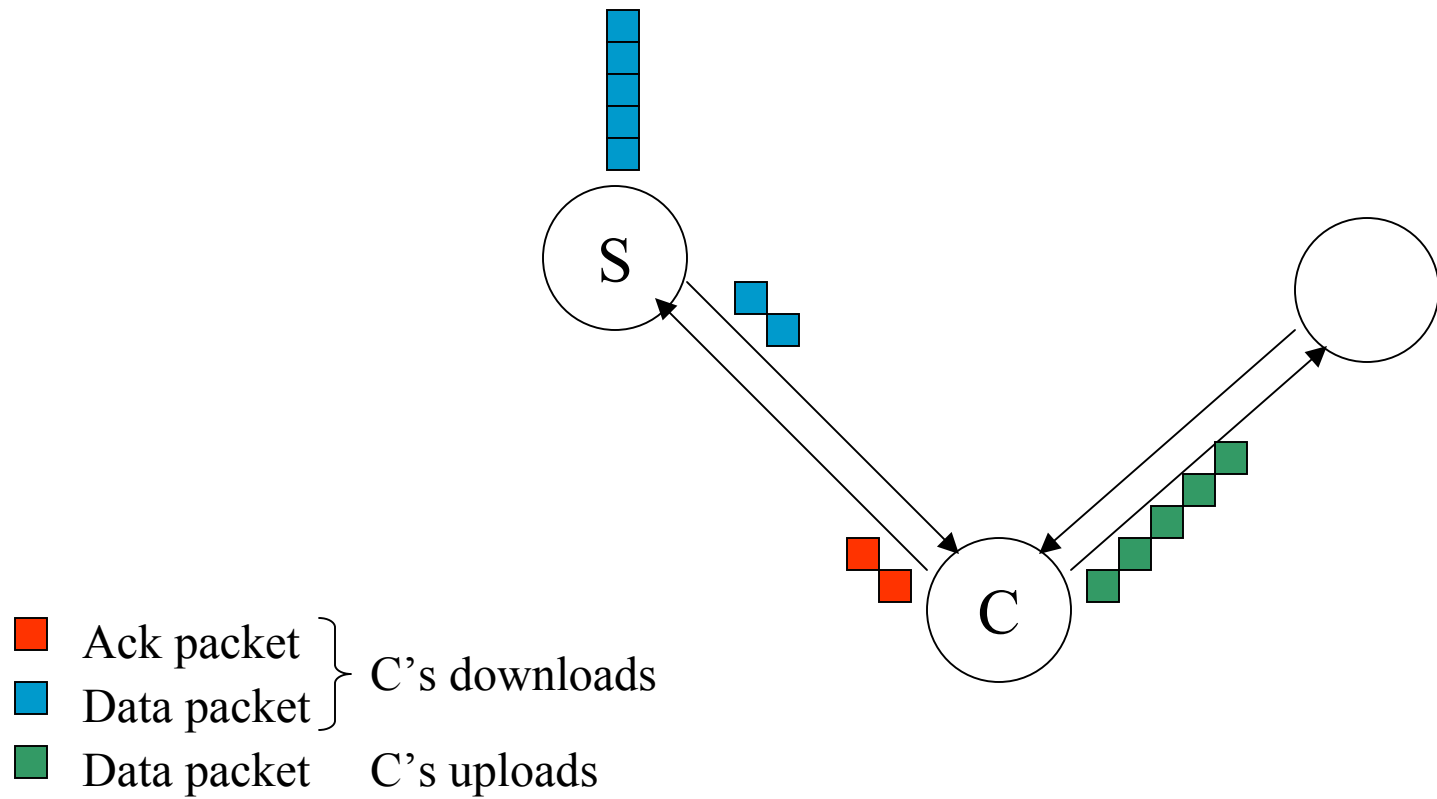 S
C
Ack packet
C’s downloads
Data packet
Data packet C’s uploads